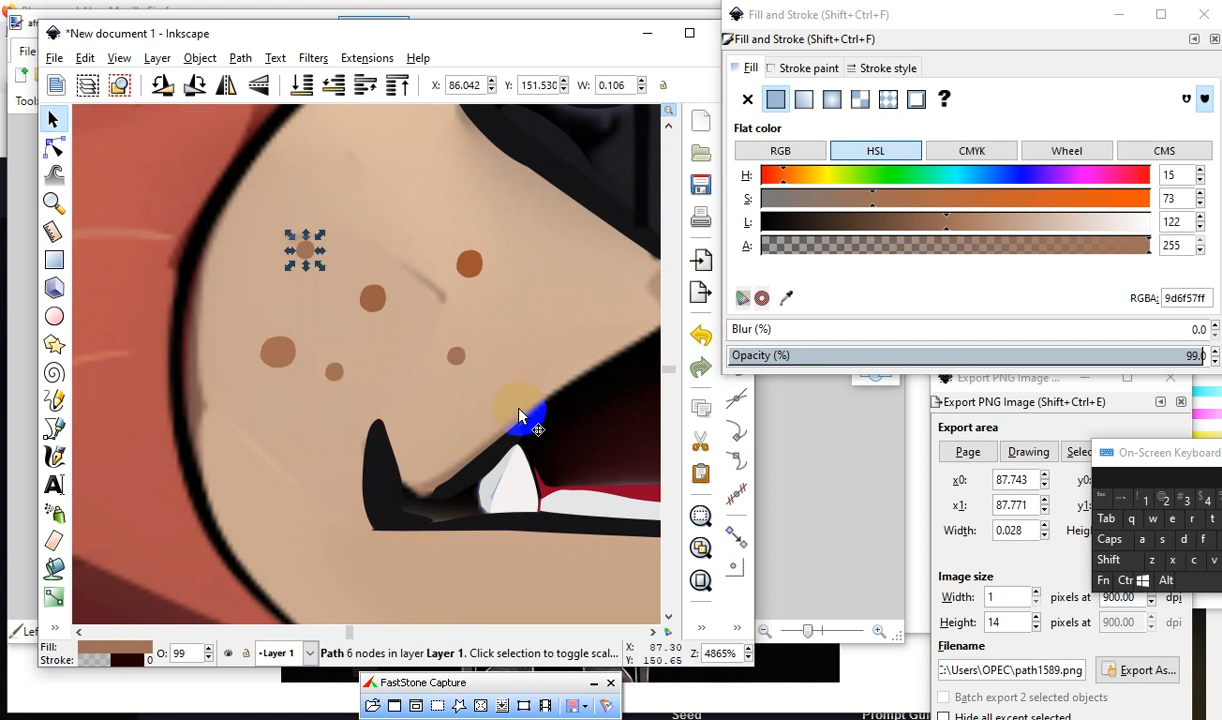 *New document 1 - Inkscape
File Edit View Layer Object Path Text Filters Extensions Help
X: 86.042 Y: 151.530 W: 0.106
File
Tool:
Fill and Stroke (Shift+Ctrl+F)
Fill and Stroke (Shift+Ctrl+F)
Fill Stroke paint Stroke style
?
Flat color
RGB HSL CMYK Wheel CMS
H: 15
S: 73
L: 122
A: 255
RGBA: 9d6f57ff
Blur (%) 0.0
Opacity (%) 99.0
Export PNG Image ...
Export PNG Image (Shift+Ctrl+E)
Export area
Page Drawing Selec
x0: 87.743 y0:
x1: 87.771 y1:
Width: 0.028 Heigh
Image size
Width: 1 pixels at 900.00 dpi
Height: 14 pixels at 900.00 dpi
Filename
C:\Users\OPEC\path1589.png Export As...
Batch export 2 selected objects
Hide all except selected
On-Screen Keyboard
esc ~ ` ! 1 @ 2 # 3 $ 4
Tab q w e r t
Caps a s d f
Shift z x c v
Fn Ctr Alt
Fill:
Stroke: 0
O: 99 Layer 1 Path 6 nodes in layer Layer 1. Click selection to toggle scal...
X: 87.30
Y: 150.65
Z: 4865%
FastStone Capture
Seed
Prompt Gui